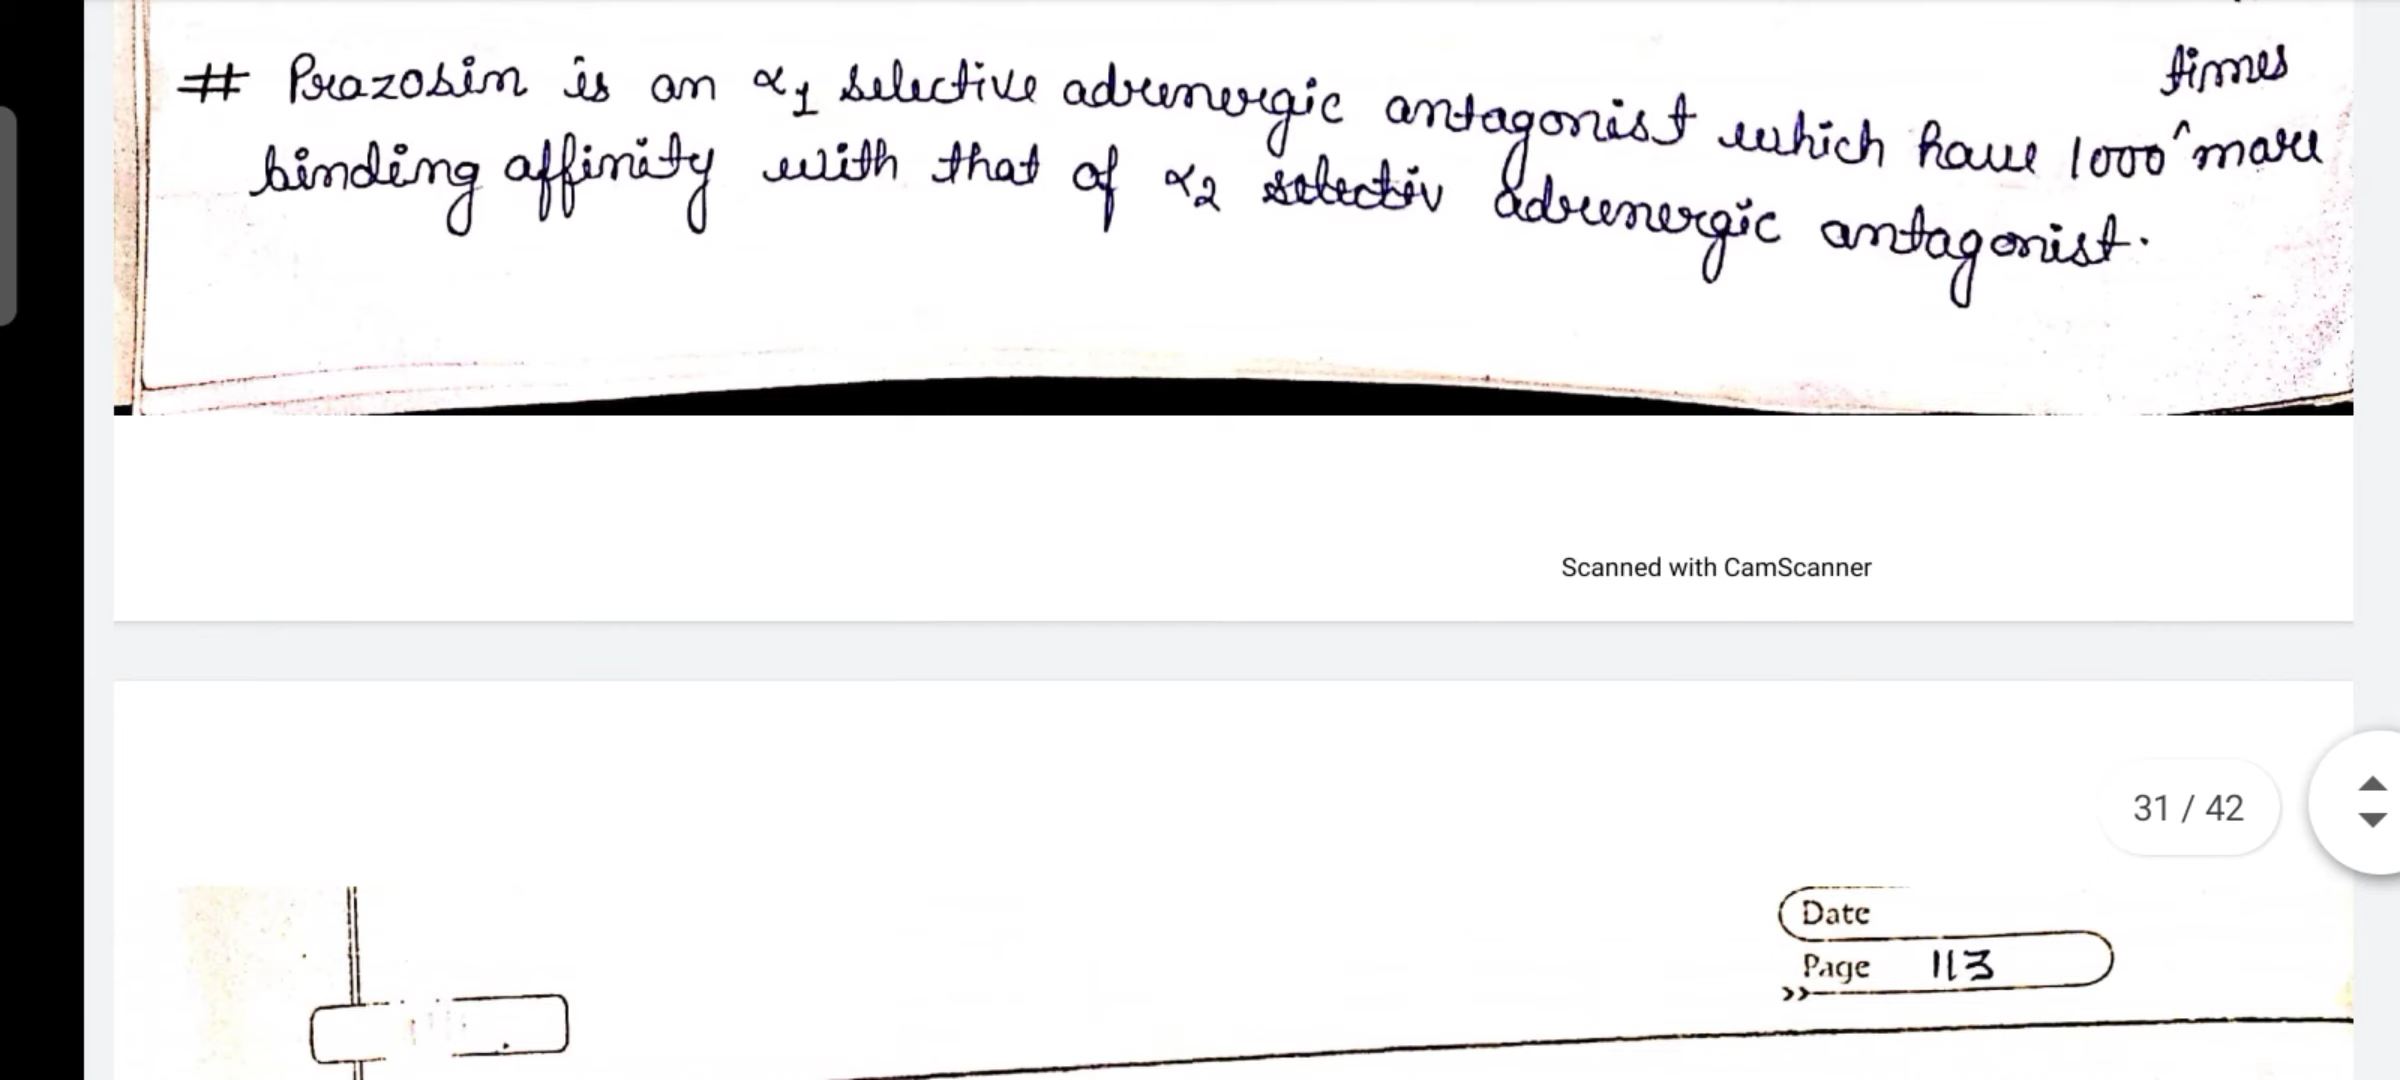 # Prazosin is an α1 selective adrenergic antagonist which have 1000^ more
times
binding affinity with that of α2 selectiv adrenergic antagonist.
Scanned with CamScanner
31 / 42
Date
Page 113
>>